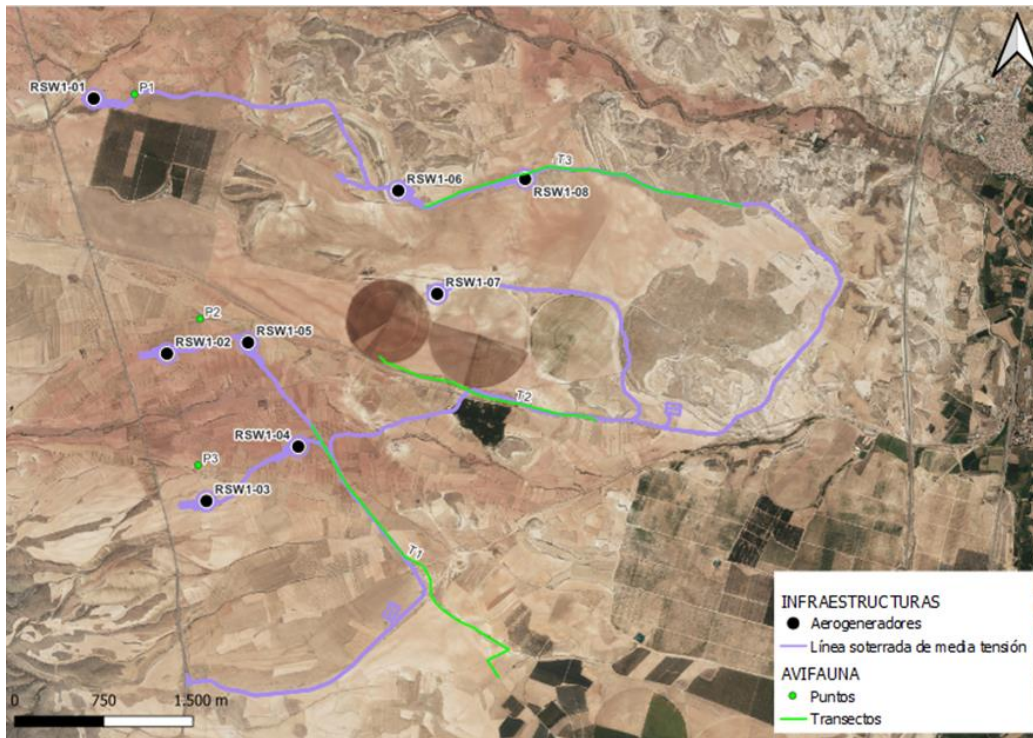 RSW1-01
P1
RSW1-06
T3
RSW1-08
RSW1-07
P2
RSW1-05
RSW1-02
T2
RSW1-04
P3
RSW1-03
T1
INFRAESTRUCTURAS
Aerogeneradores
Línea soterrada de media tensión
AVIFAUNA
Puntos
Transectos
0 750 1.500 m